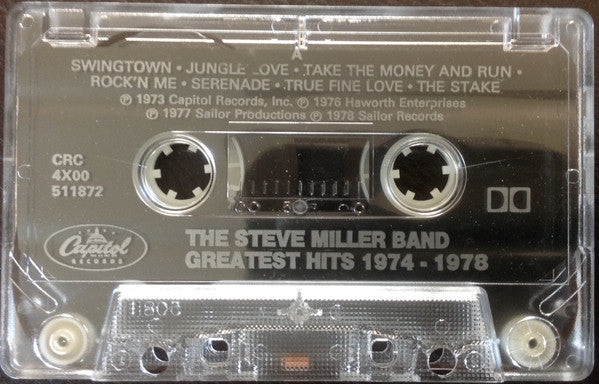 A
SWINGTOWN • JUNGLE LOVE • TAKE THE MONEY AND RUN •
ROCK'N ME • SERENADE • TRUE FINE LOVE • THE STAKE
℗ 1973 Capitol Records, Inc. ℗ 1976 Haworth Enterprises
℗ 1977 Sailor Productions ℗ 1978 Sailor Records
CRC
4X00
511872
Capitol
RECORDS
THE STEVE MILLER BAND
GREATEST HITS 1974 - 1978